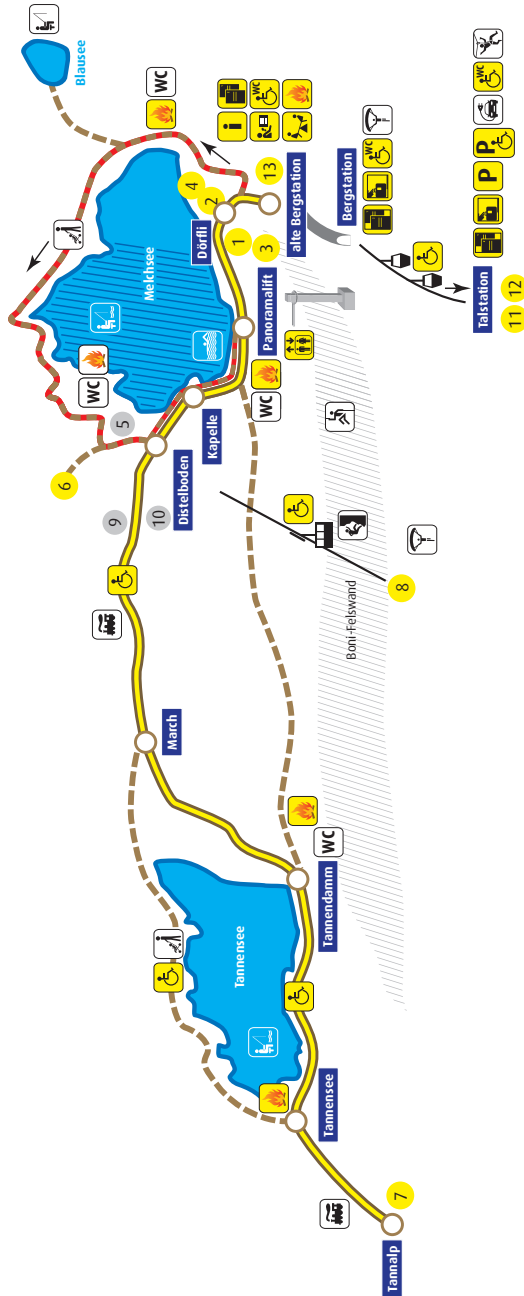 Blausee
WC
WC
13
4
2
Melchsee
Dörfli
alte Bergstation
Bergstation
WC
WC
P
P
1
3
Panoramalift
Talstation
11
12
WC
WC
5
6
Kapelle
Distelboden
9
10
8
Boni-Felswand
March
WC
Tannendamm
Tannensee
Tannensee
7
Tannalp